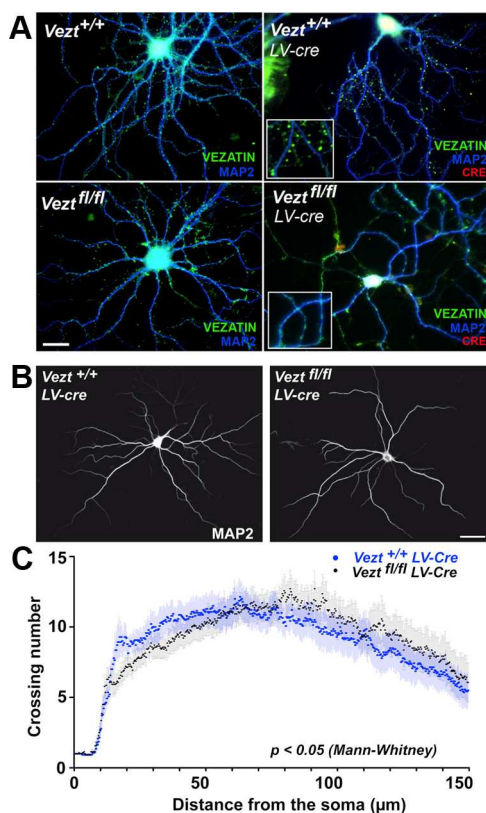 A
Vezt+/+
VEZATIN
MAP2
Vezt+/+
LV-cre
VEZATIN
MAP2
CRE
Vezt fl/fl
VEZATIN
MAP2
Vezt fl/fl
LV-cre
VEZATIN
MAP2
CRE
B
Vezt +/+
LV-cre
MAP2
Vezt fl/fl
LV-cre
C
Vezt +/+ LV-Cre
Vezt fl/fl LV-Cre
15
10
5
0
Crossing number
p < 0.05 (Mann-Whitney)
0 50 100 150
Distance from the soma (µm)